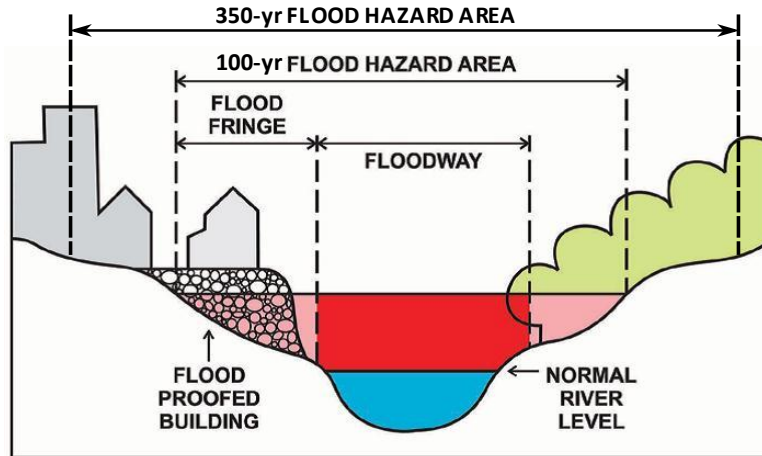 350-yr FLOOD HAZARD AREA
100-yr FLOOD HAZARD AREA
FLOOD
FRINGE
FLOODWAY
FLOOD
PROOFED
BUILDING
NORMAL
RIVER
LEVEL